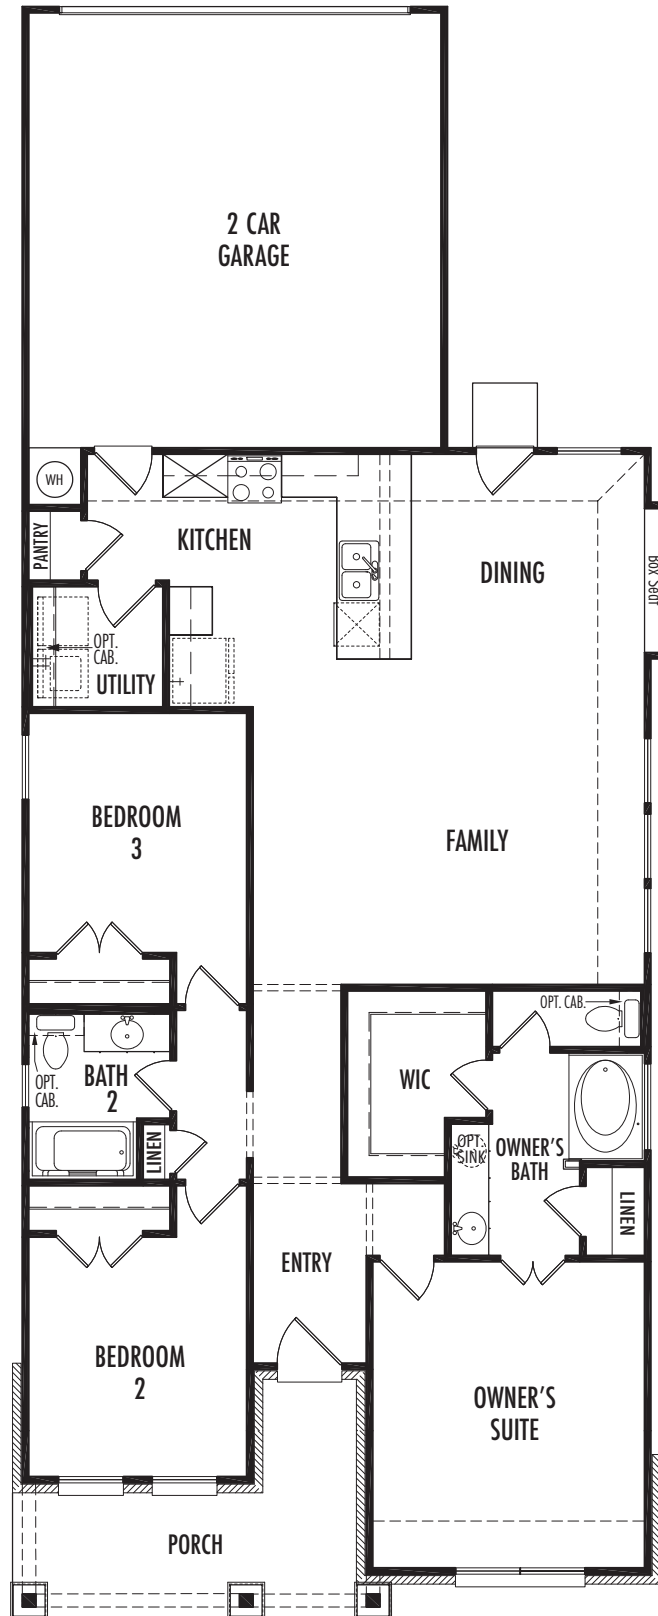 2 CAR
GARAGE
WH
PANTRY
KITCHEN
DINING
Box Seat
OPT.
CAB.
UTILITY
BEDROOM
3
FAMILY
OPT. CAB.
OPT.
CAB.
BATH
2
WIC
LINEN
OPT.
SINK
OWNER'S
BATH
LINEN
ENTRY
BEDROOM
2
OWNER'S
SUITE
PORCH